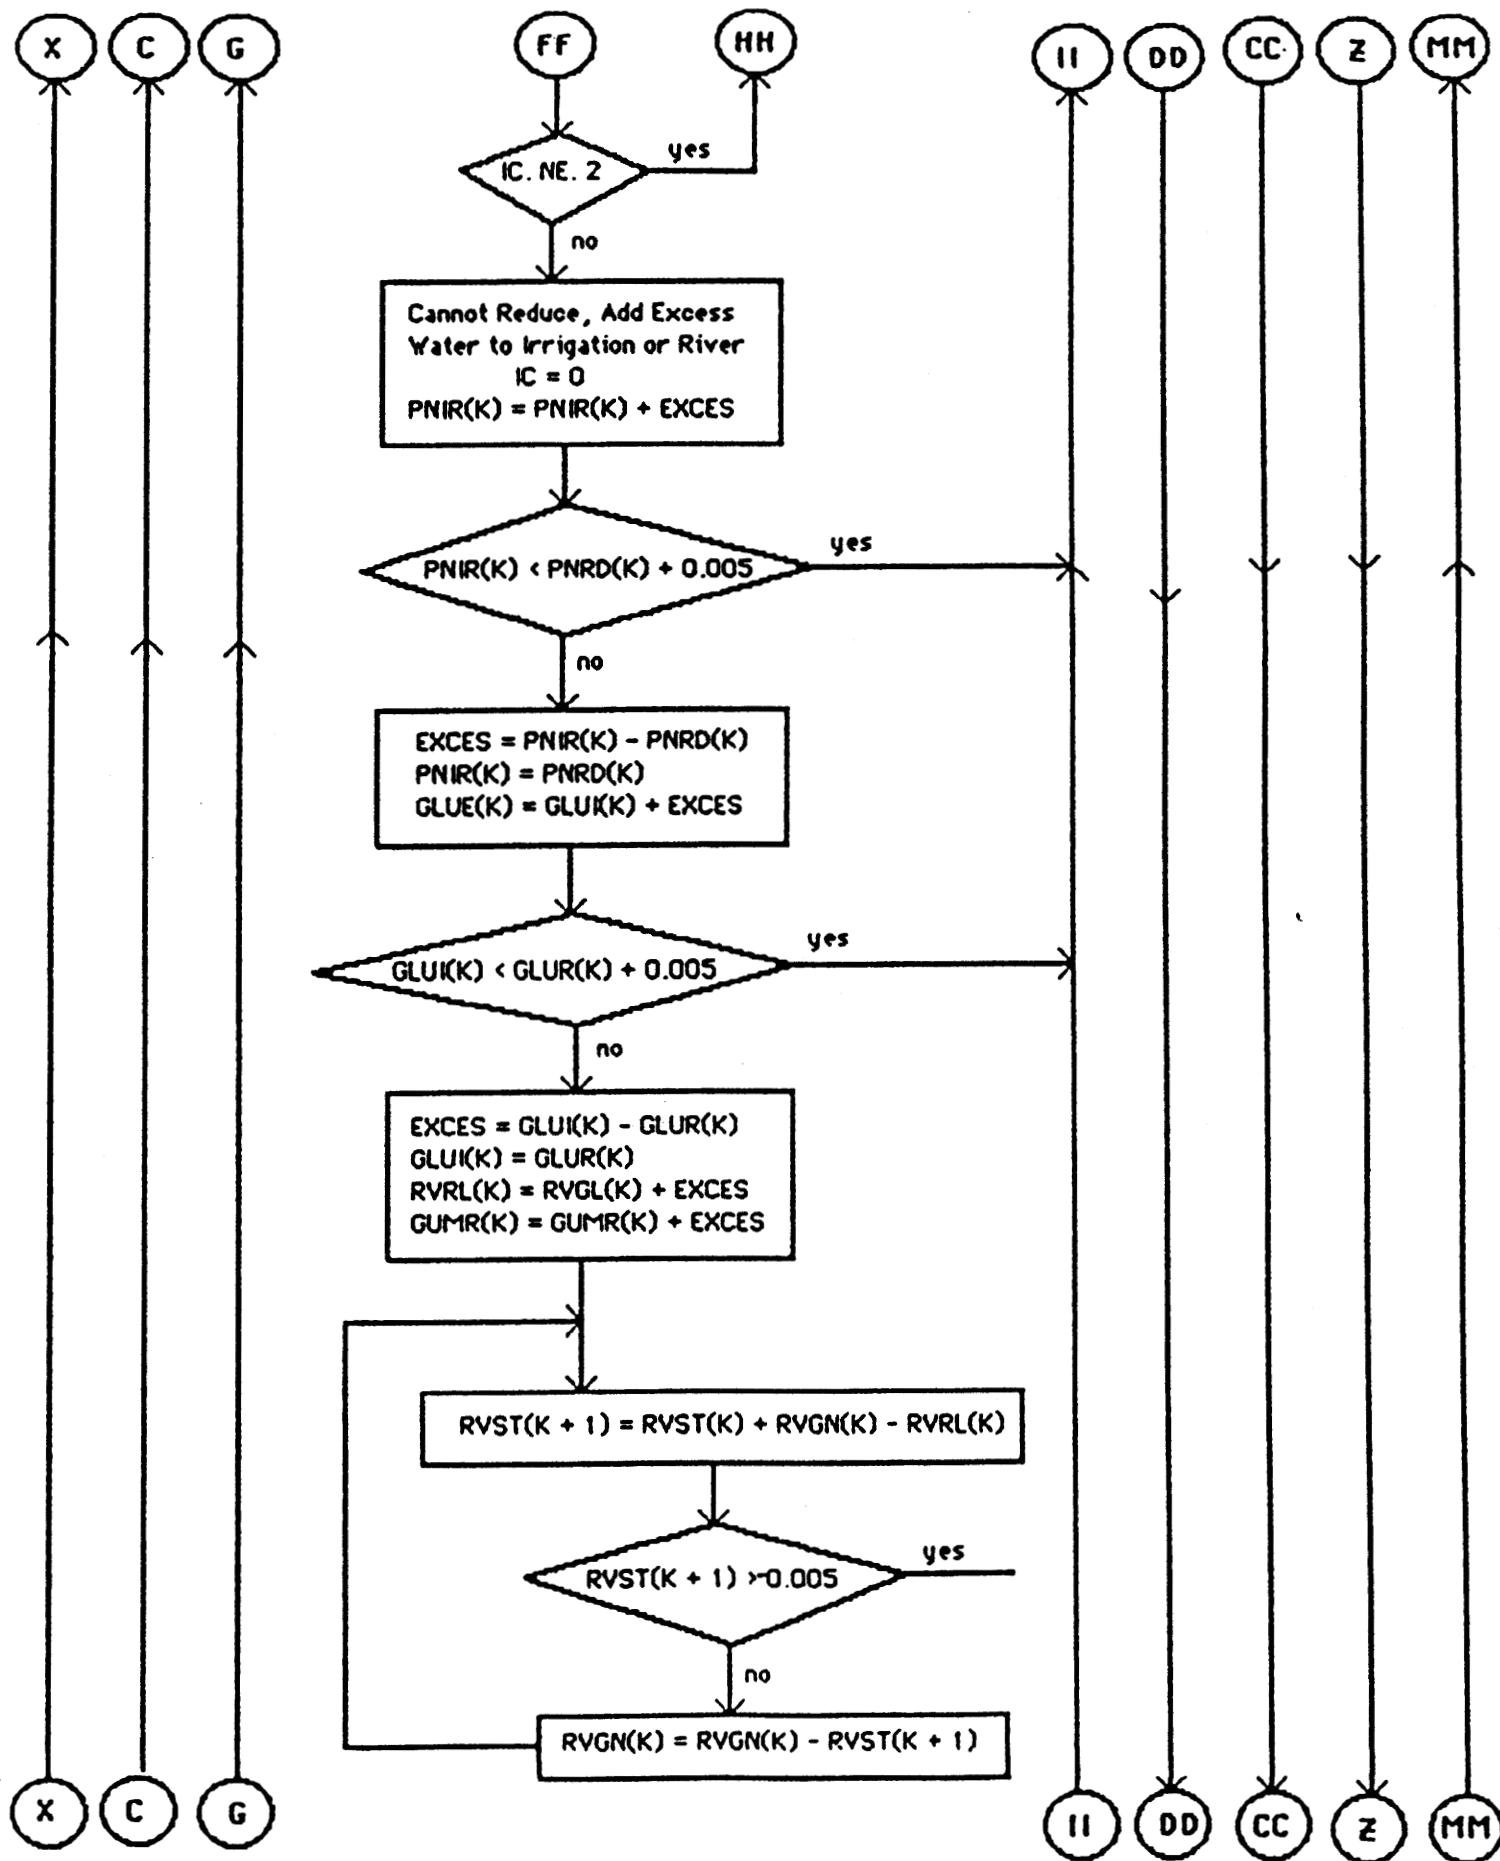 X C G FF HH II DD CC Z MM
IC. NE. 2
yes
no
Cannot Reduce, Add Excess
Water to Irrigation or River
IC = 0
PNIR(K) = PNIR(K) + EXCES
PNIR(K) < PNRD(K) + 0.005
yes
no
EXCES = PNIR(K) - PNRD(K)
PNIR(K) = PNRD(K)
GLUE(K) = GLUI(K) + EXCES
GLUI(K) < GLUR(K) + 0.005
yes
no
EXCES = GLUI(K) - GLUR(K)
GLUI(K) = GLUR(K)
RVRL(K) = RVGL(K) + EXCES
GUMR(K) = GUMR(K) + EXCES
RVST(K + 1) = RVST(K) + RVGN(K) - RVRL(K)
RVST(K + 1) >-0.005
yes
no
RVGN(K) = RVGN(K) - RVST(K + 1)
X C G II DD CC Z MM